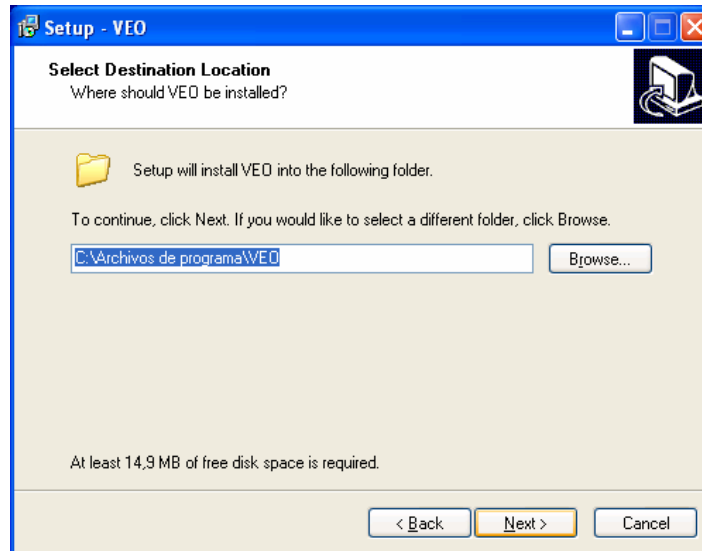 Setup - VEO
Select Destination Location
Where should VEO be installed?
Setup will install VEO into the following folder.
To continue, click Next. If you would like to select a different folder, click Browse.
C:\Archivos de programa\VEO
Browse...
At least 14,9 MB of free disk space is required.
< Back
Next >
Cancel